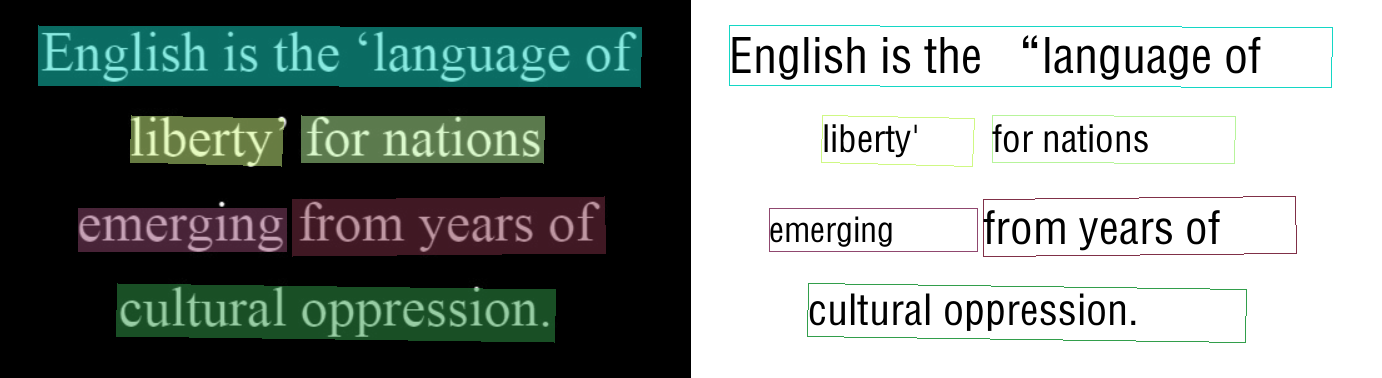 English is the ‘language of English is the “language of
liberty’ for nations liberty' for nations
emerging from years of emerging from years of
cultural oppression. cultural oppression.